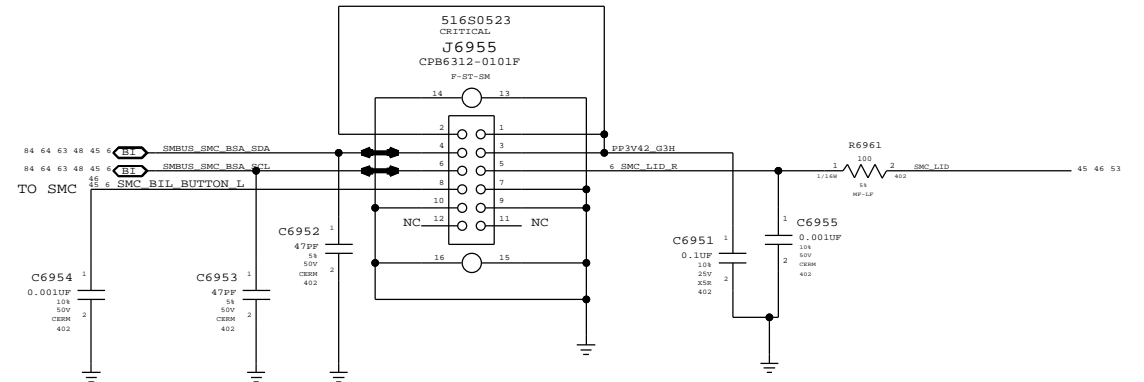 516S0523
CRITICAL
J6955
CPB6312-0101F
F-ST-SM
14 13
2 1
84 64 63 48 45 6 BI SMBUS_SMC_BSA_SDA 4 3 PP3V42_G3H
84 64 63 48 45 6 BI SMBUS_SMC_BSA_SCL 6 5 6 SMC_LID_R
R6961
100
1 2
1/16W 402
5%
MF-LF
SMC_LID 45 46 53
46
TO SMC 45 6 SMC_BIL_BUTTON_L 8 7
10 9
NC 12 11 NC
16 15
C6952
47PF
5%
50V
CERM
402
1
2
C6955
0.001UF
10%
50V
CERM
402
1
2
C6951
0.1UF
10%
25V
X5R
402
1
2
C6954
0.001UF
10%
50V
CERM
402
1
2
C6953
47PF
5%
50V
CERM
402
1
2